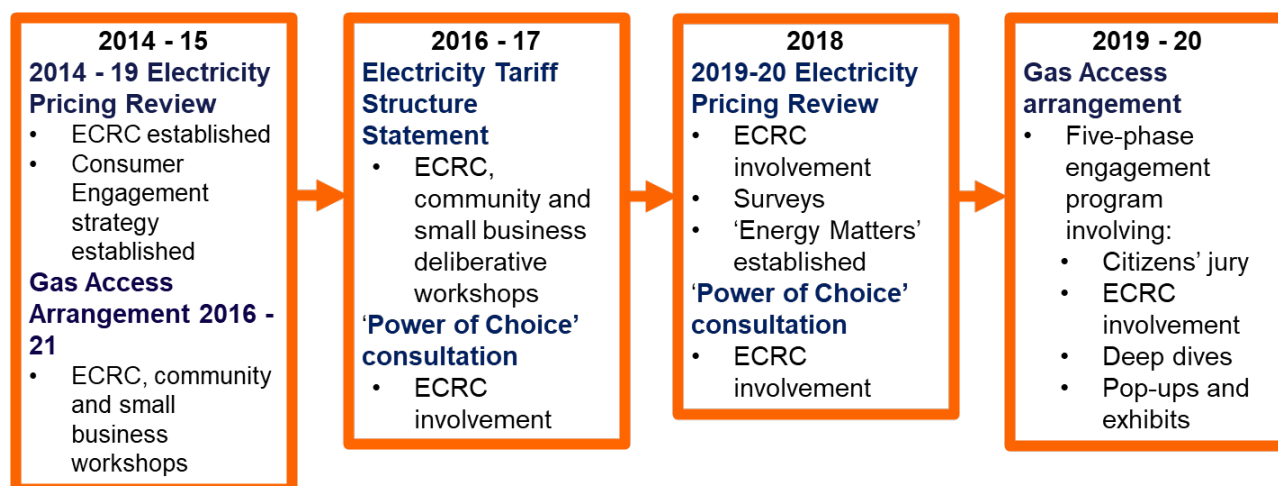 2014 - 15
2014 - 19 Electricity
Pricing Review
• ECRC established
• Consumer
Engagement
strategy
established
Gas Access
Arrangement 2016 -
21
• ECRC, community
and small
business
workshops
2016 - 17
Electricity Tariff
Structure
Statement
• ECRC,
community and
small business
deliberative
workshops
‘Power of Choice’
consultation
• ECRC
involvement
2018
2019-20 Electricity
Pricing Review
• ECRC
involvement
• Surveys
• ‘Energy Matters’
established
‘Power of Choice’
consultation
• ECRC
involvement
2019 - 20
Gas Access
arrangement
• Five-phase
engagement
program
involving:
• Citizens’ jury
• ECRC
involvement
• Deep dives
• Pop-ups and
exhibits